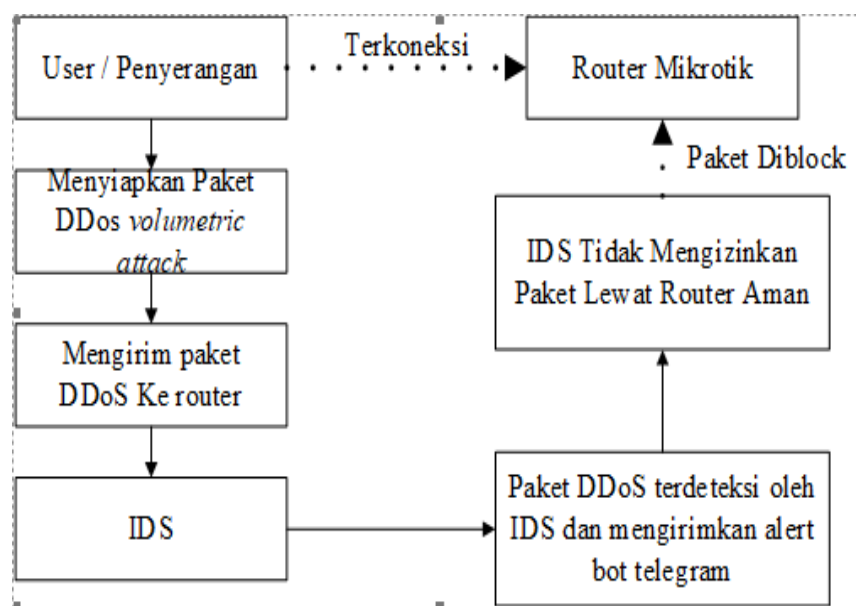 User / Penyerangan
Terkoneksi
Router Mikrotik
Menyiapkan Paket
DDos volumetric
attack
Mengirim paket
DDoS Ke router
IDS
Paket DDoS terdeteksi oleh
IDS dan mengirimkan alert
bot telegram
IDS Tidak Mengizinkan
Paket Lewat Router Aman
Paket Diblock